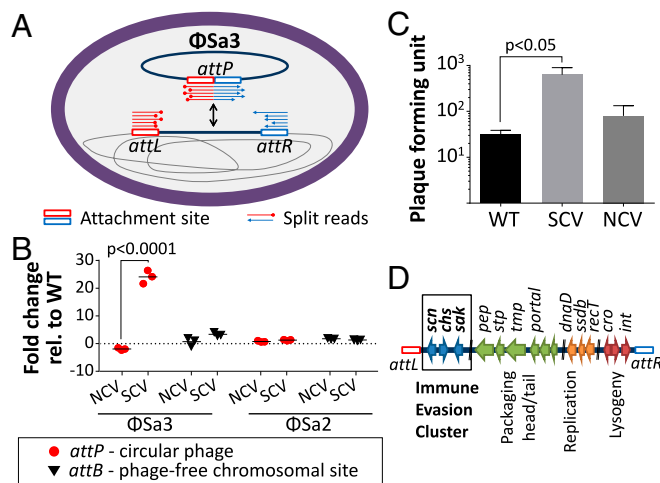 A
ΦSa3
attP
attL
attR
Attachment site
Split reads
B
p<0.0001
Fold change
rel. to WT
30
20
10
0
-10
NCV
SCV
NCV
SCV
NCV
SCV
NCV
SCV
ΦSa3
ΦSa2
attP - circular phage
attB - phage-free chromosomal site
C
p<0.05
Plaque forming unit
10³
10²
10¹
WT
SCV
NCV
D
scn
chs
sak
pep
stp
tmp
portal
dnaD
ssdb
recT
cro
int
attL
attR
Immune
Evasion
Cluster
Packaging
head/tail
Replication
Lysogeny